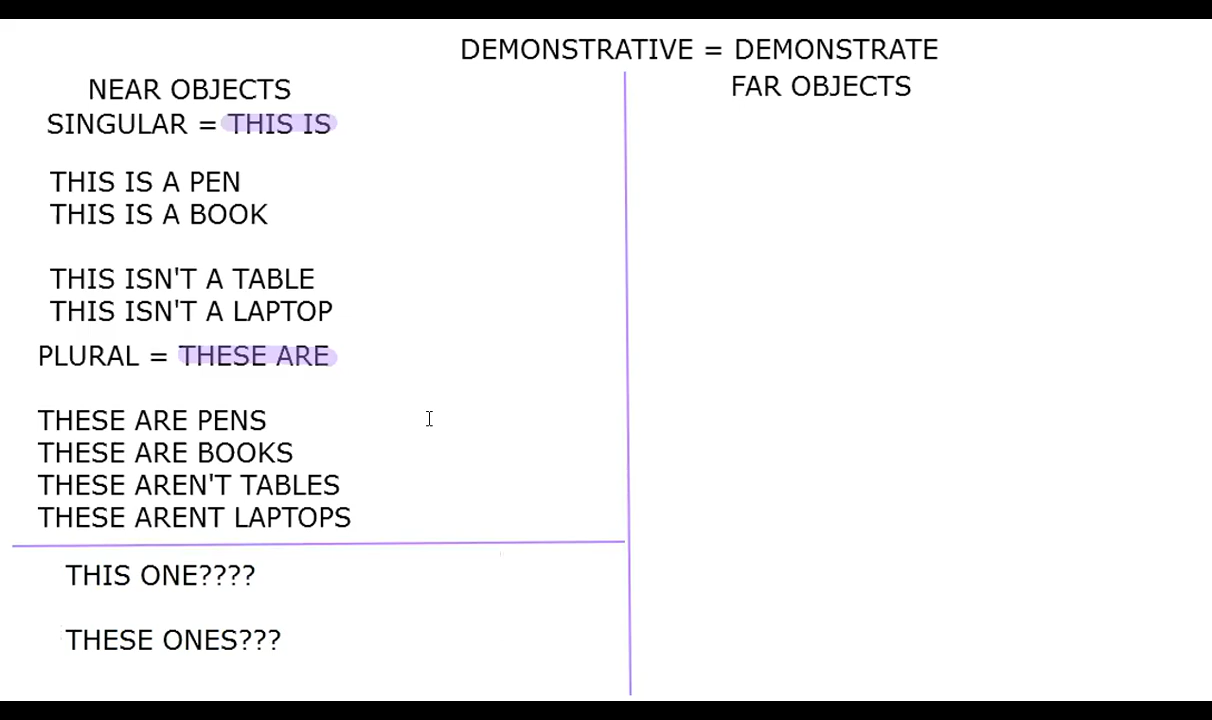 DEMONSTRATIVE = DEMONSTRATE
NEAR OBJECTS
SINGULAR = THIS IS
THIS IS A PEN
THIS IS A BOOK
THIS ISN'T A TABLE
THIS ISN'T A LAPTOP
PLURAL = THESE ARE
THESE ARE PENS
THESE ARE BOOKS
THESE AREN'T TABLES
THESE ARENT LAPTOPS
THIS ONE????
THESE ONES???
FAR OBJECTS